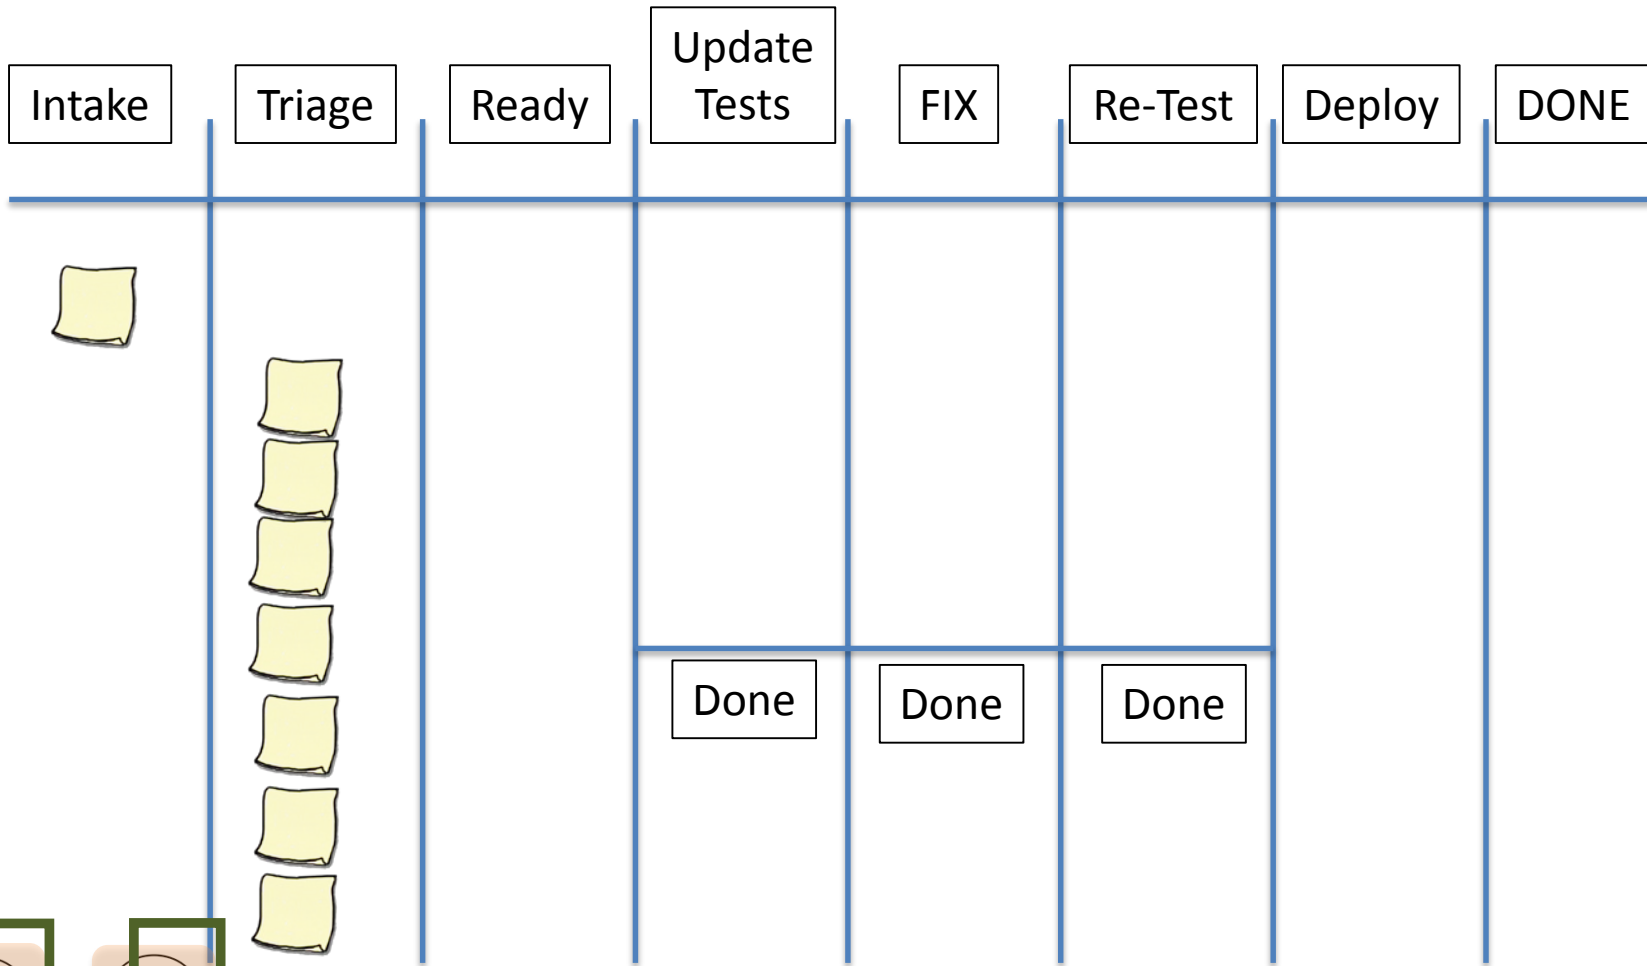 Intake
Triage
Ready
Update
Tests
FIX
Re-Test
Deploy
DONE
Done
Done
Done